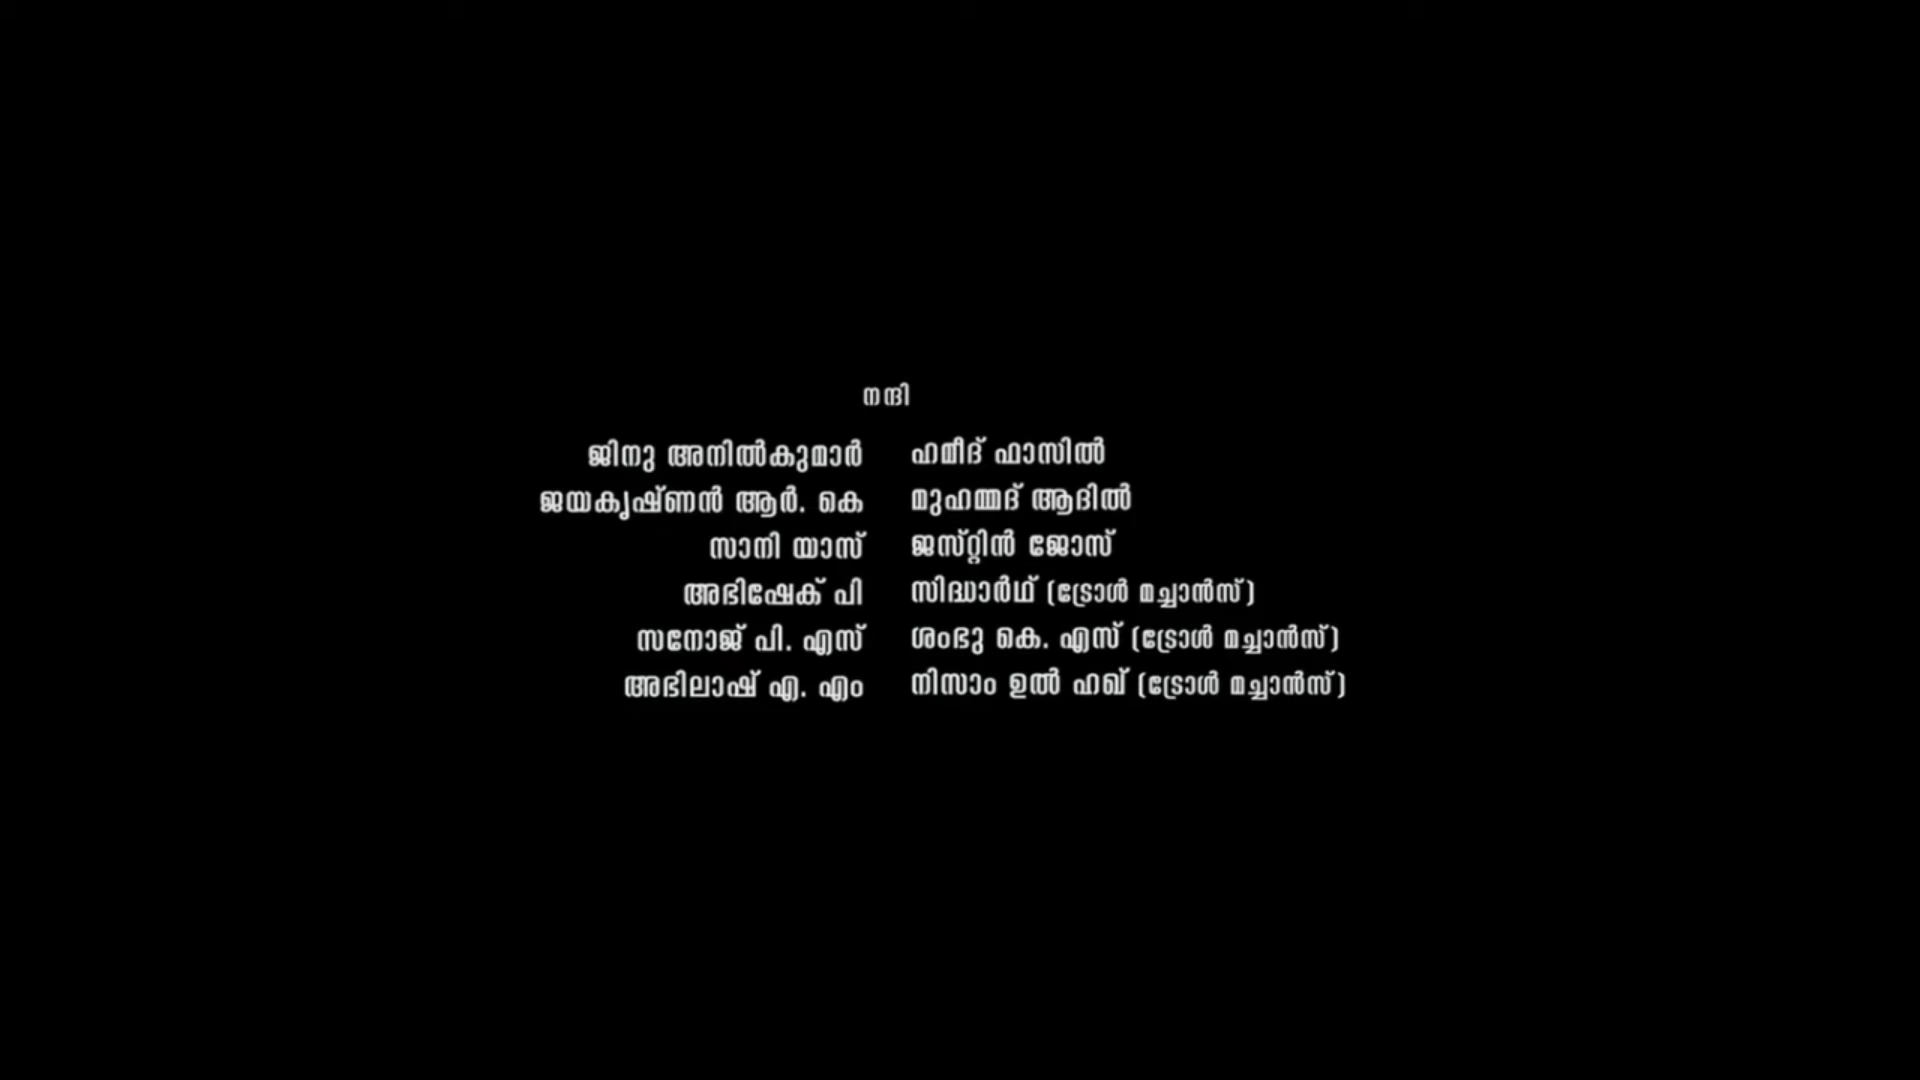 നന്ദി
ജിനു അനിൽകുമാർ ഹമീദ് ഫാസിൽ
ജയകൃഷ്ണൻ ആർ. കെ മുഹമ്മദ് ആദിൽ
സാനി യാസ് ജസ്റ്റിൻ ജോസ്
അഭിഷേക് പി സിദ്ധാർഥ് (ട്രോൾ മച്ചാൻസ്)
സനോജ് പി. എസ് ശംഭു കെ. എസ് (ട്രോൾ മച്ചാൻസ്)
അഭിലാഷ് എ. എം നിസാം ഉൽ ഹഖ് (ട്രോൾ മച്ചാൻസ്)